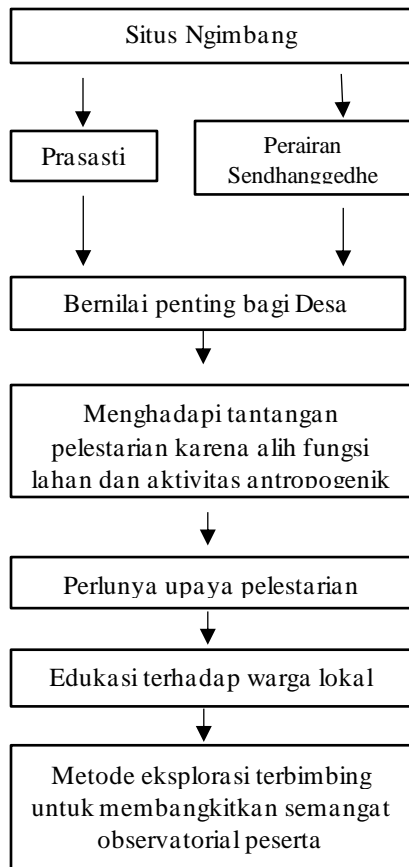 Situs Ngimbang
Prasasti
Perairan
Sendhanggedhe
Bernilai penting bagi Desa
Menghadapi tantangan
pelestarian karena alih fungsi
lahan dan aktivitas antropogenik
Perlunya upaya pelestarian
Edukasi terhadap warga lokal
Metode eksplorasi terbimbing
untuk membangkitkan semangat
observatorial peserta